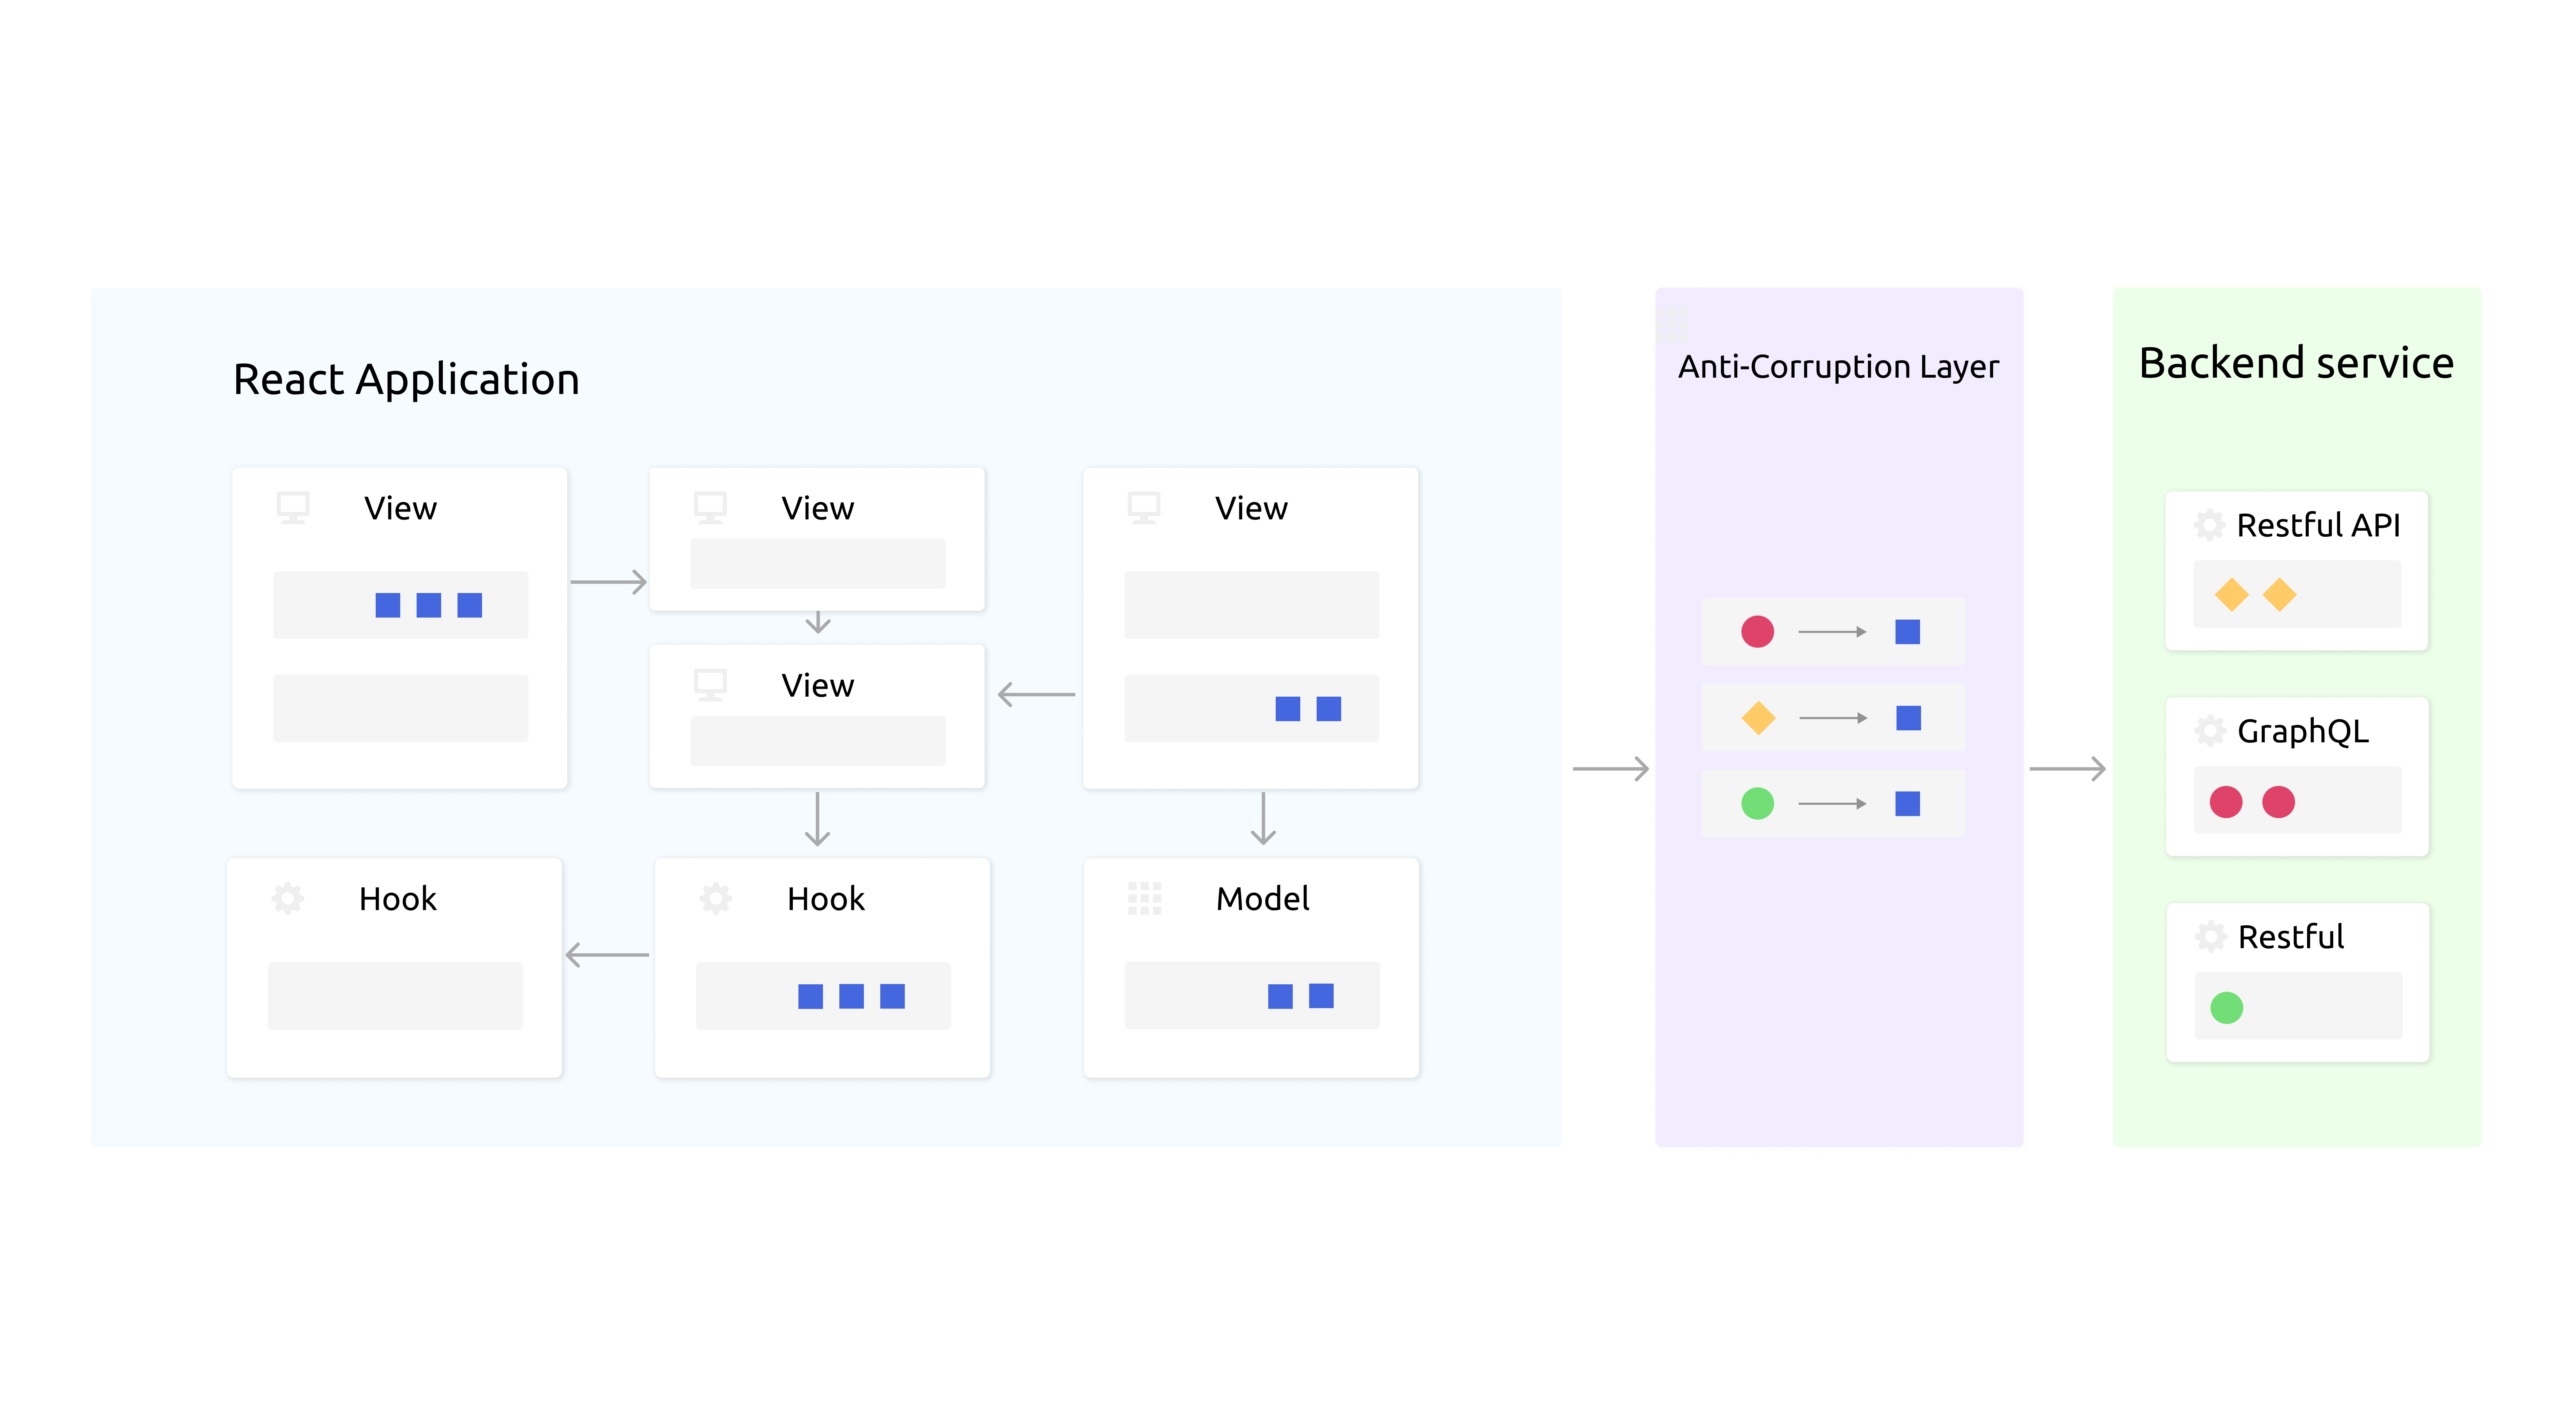 React Application
View
View
View
View
Hook
Hook
Model
Anti-Corruption Layer
Backend service
Restful API
GraphQL
Restful